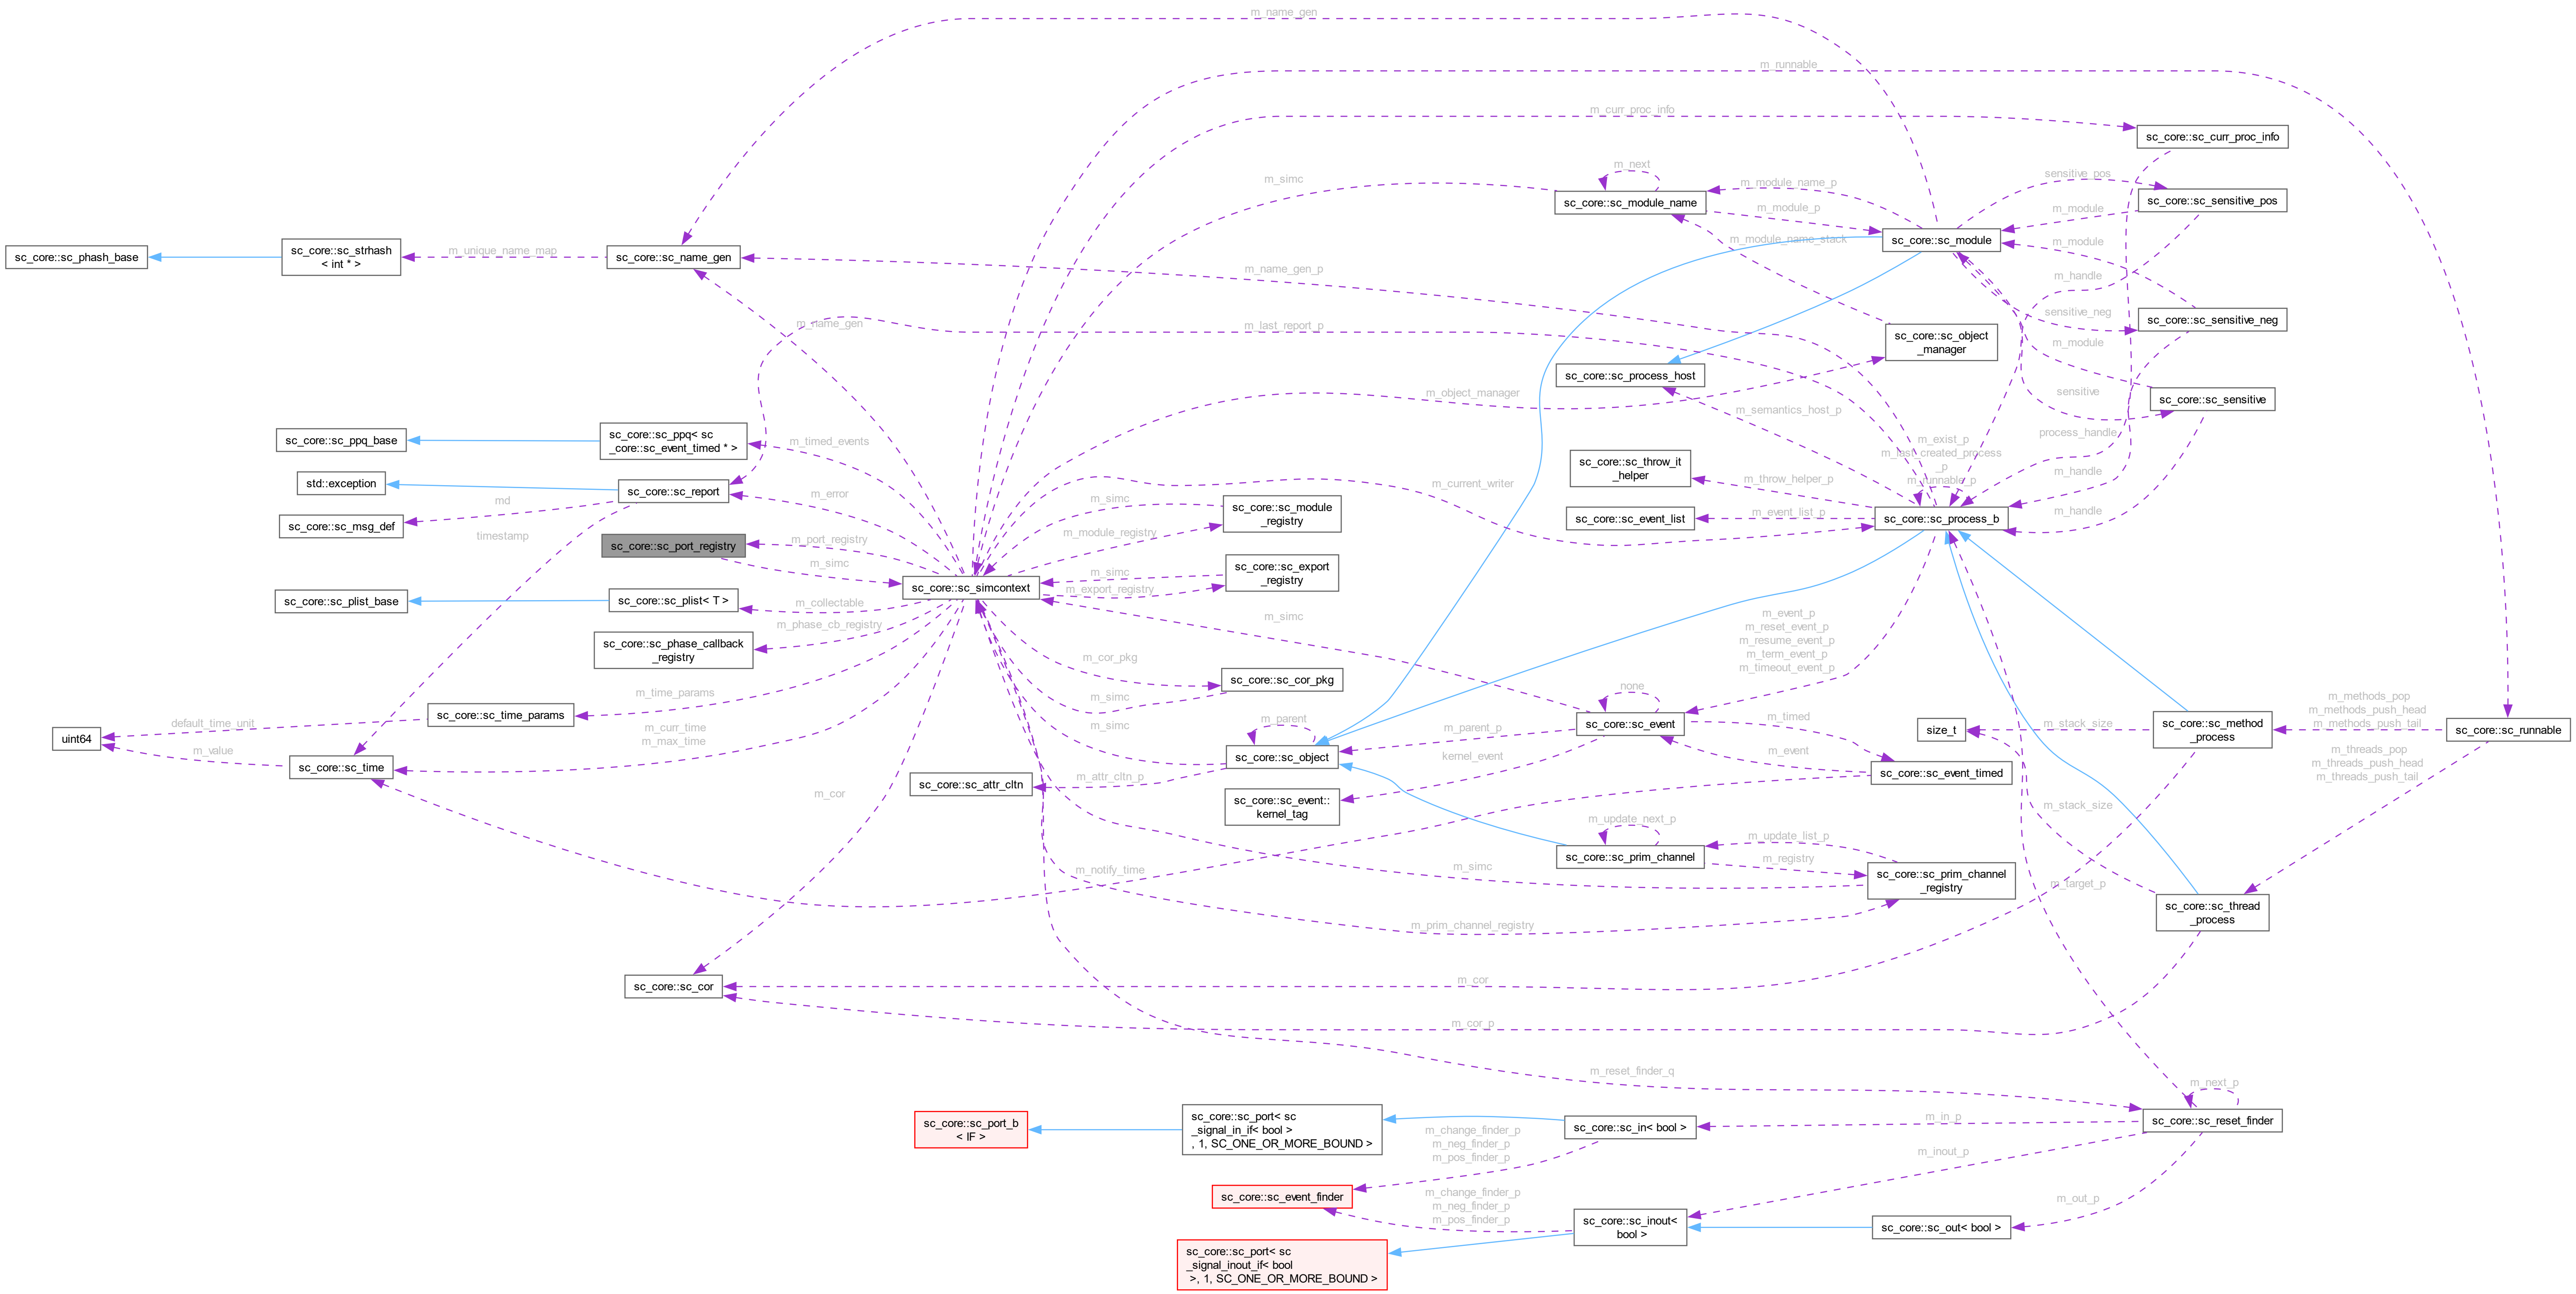 m_name_gen
m_runnable
m_curr_proc_info
sc_core::sc_curr_proc_info
m_next
m_simc
sc_core::sc_module_name
m_module_name_p
m_module_p
sensitive_pos
sc_core::sc_sensitive_pos
m_module
sc_core::sc_module
m_module_name_stack
m_module
sc_core::sc_phash_base
sc_core::sc_strhash
< int * >
m_unique_name_map
sc_core::sc_name_gen
m_name_gen_p
m_handle
sensitive_neg
sc_core::sc_sensitive_neg
m_name_gen
m_last_report_p
sc_core::sc_object
_manager
m_module
sc_core::sc_process_host
m_object_manager
sensitive
sc_core::sc_sensitive
m_semantics_host_p
process_handle
sc_core::sc_ppq_base
sc_core::sc_ppq< sc
_core::sc_event_timed * >
m_timed_events
m_exist_p
m_last_created_process
_p
m_runnable_p
sc_core::sc_throw_it
_helper
m_throw_helper_p
m_handle
std::exception
sc_core::sc_report
m_error
m_current_writer
md
sc_core::sc_msg_def
timestamp
m_simc
sc_core::sc_module
_registry
m_module_registry
sc_core::sc_event_list
m_event_list_p
sc_core::sc_process_b
m_handle
sc_core::sc_port_registry
m_port_registry
m_simc
sc_core::sc_simcontext
m_simc
m_export_registry
sc_core::sc_export
_registry
sc_core::sc_plist_base
sc_core::sc_plist< T >
m_collectable
m_phase_cb_registry
sc_core::sc_phase_callback
_registry
m_simc
m_event_p
m_reset_event_p
m_resume_event_p
m_term_event_p
m_timeout_event_p
m_cor_pkg
sc_core::sc_cor_pkg
m_simc
m_time_params
sc_core::sc_time_params
default_time_unit
uint64
m_value
sc_core::sc_time
m_curr_time
m_max_time
m_simc
m_parent
sc_core::sc_object
m_parent_p
none
sc_core::sc_event
m_timed
m_event
sc_core::sc_event_timed
kernel_event
sc_core::sc_event::
kernel_tag
size_t
m_stack_size
sc_core::sc_method
_process
m_methods_pop
m_methods_push_head
m_methods_push_tail
sc_core::sc_runnable
m_threads_pop
m_threads_push_head
m_threads_push_tail
sc_core::sc_attr_cltn
m_attr_cltn_p
m_cor
m_stack_size
m_update_next_p
sc_core::sc_prim_channel
m_update_list_p
m_registry
sc_core::sc_prim_channel
_registry
m_notify_time
m_simc
m_target_p
sc_core::sc_thread
_process
m_prim_channel_registry
sc_core::sc_cor
m_cor
m_cor_p
m_reset_finder_q
m_next_p
sc_core::sc_reset_finder
sc_core::sc_port_b
< IF >
sc_core::sc_port< sc
_signal_in_if< bool >
, 1, SC_ONE_OR_MORE_BOUND >
sc_core::sc_in< bool >
m_in_p
m_change_finder_p
m_neg_finder_p
m_pos_finder_p
m_inout_p
m_out_p
sc_core::sc_event_finder
m_change_finder_p
m_neg_finder_p
m_pos_finder_p
sc_core::sc_inout<
bool >
sc_core::sc_out< bool >
sc_core::sc_port< sc
_signal_inout_if< bool
>, 1, SC_ONE_OR_MORE_BOUND >